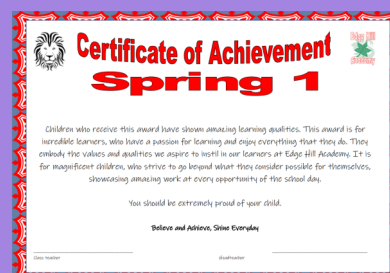 Certificate of Achievement
Edge Hill
Academy
Spring 1
Children who receive this award have shown amazing learning qualities. This award is for
incredible learners, who have a passion for learning and enjoy everything that they do. They
embody the values and qualities we aspire to instil in our learners at Edge Hill Academy. It is
for magnificent children, who strive to go beyond what they consider possible for themselves,
showcasing amazing work at every opportunity of the school day.
You should be extremely proud of your child.
Believe and Achieve, Shine Everyday
Class teacher
Headteacher